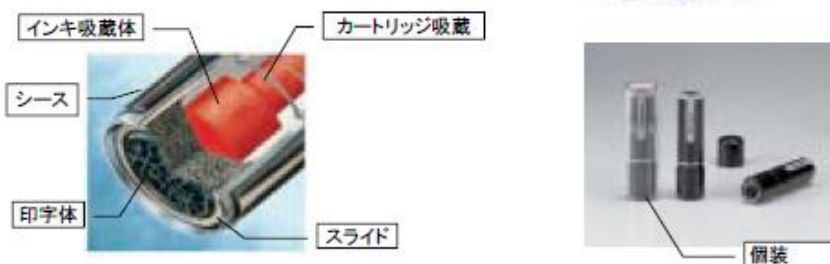 インキ吸蔵体
カートリッジ吸蔵
シース
印字体
スライド
個装